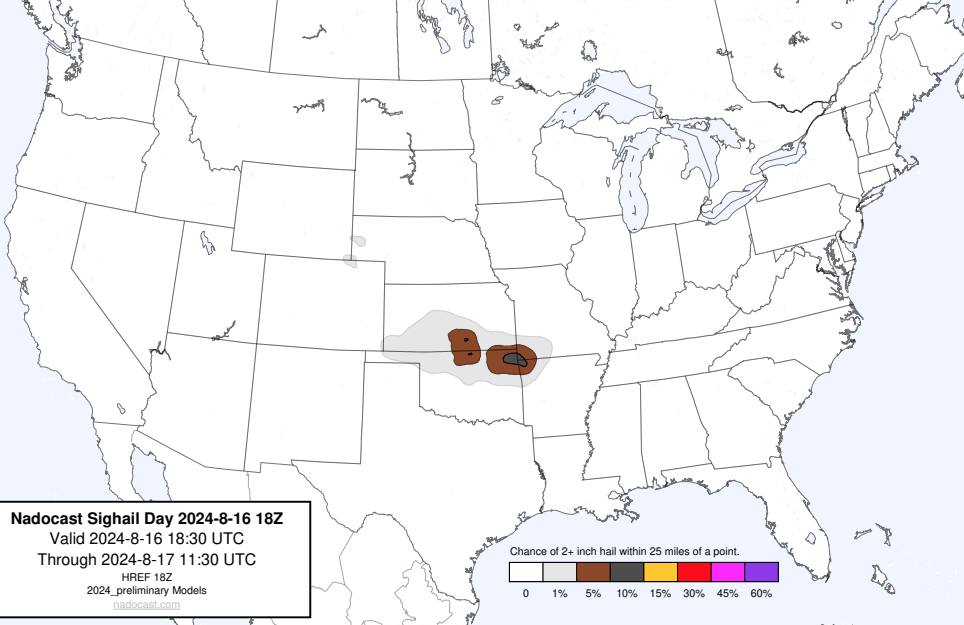 Nadocast Sighail Day 2024-8-16 18Z
Valid 2024-8-16 18:30 UTC
Through 2024-8-17 11:30 UTC
HREF 18Z
2024_preliminary Models
nadocast.com
Chance of 2+ inch hail within 25 miles of a point.
0 1% 5% 10% 15% 30% 45% 60%